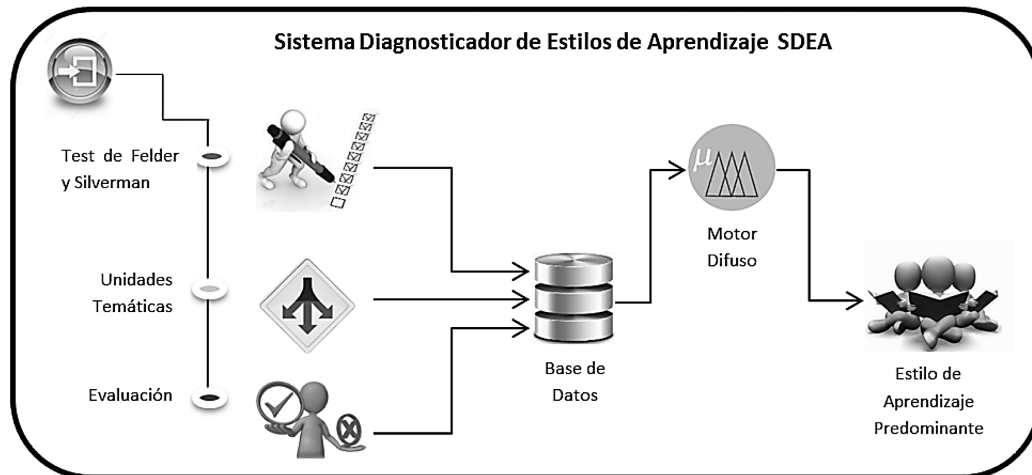 Sistema Diagnosticador de Estilos de Aprendizaje SDEA
Test de Felder
y Silverman
Unidades
Temáticas
Evaluación
Base de
Datos
μ
Motor
Difuso
Estilo de
Aprendizaje
Predominante